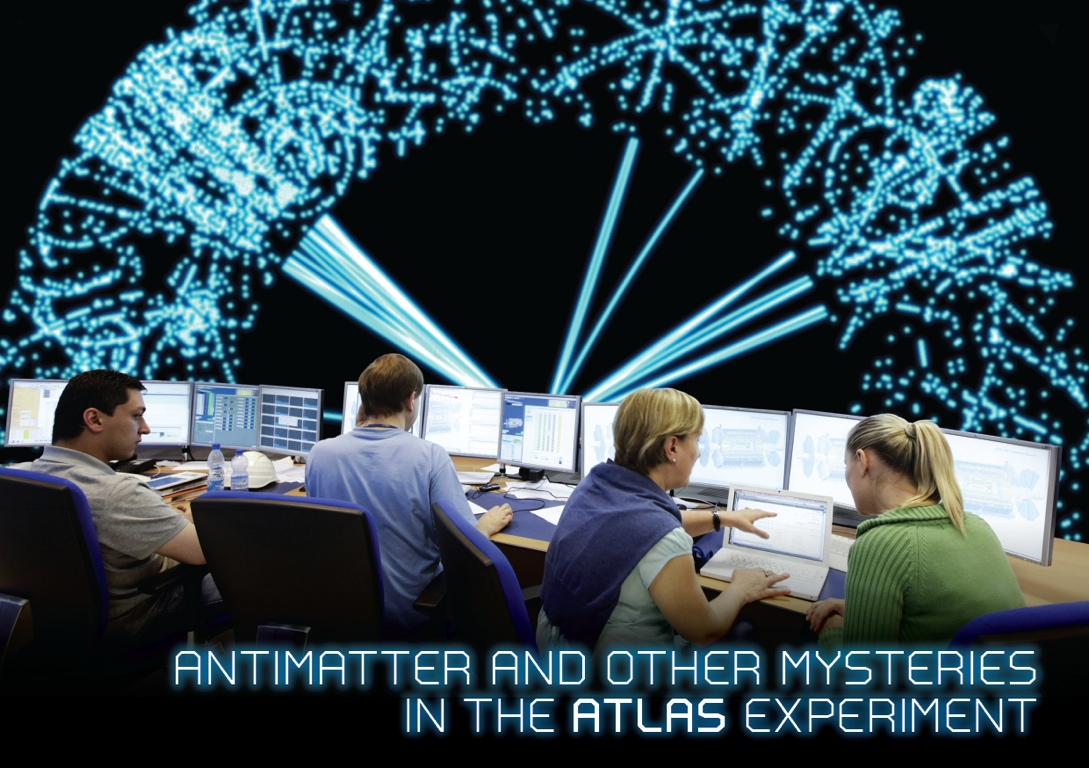 ANTIMATTER AND OTHER MYSTERIES
IN THE ATLAS EXPERIMENT